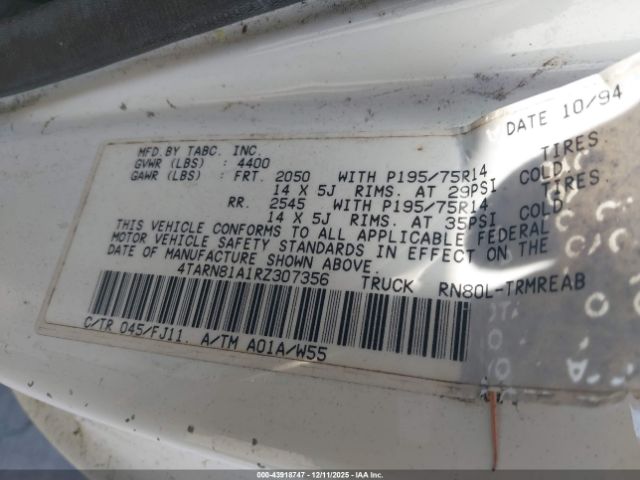 DATE 10/94
MFD.BY TABC, INC.
GVWR (LBS) : 4400
GAWR (LBS) : FRT. 2050 WITH P195/75R14 TIRES.
14 X 5J RIMS. AT 29PSI COLD.
RR. 2545 WITH P195/75R14 TIRES.
14 X 5J RIMS. AT 35PSI COLD.
THIS VEHICLE CONFORMS TO ALL APPLICABLE FEDERAL
MOTOR VEHICLE SAFETY STANDARDS IN EFFECT ON THE
DATE OF MANUFACTURE SHOWN ABOVE.
4TARN81A1RZ307356 TRUCK RN80L-TRMREAB
C/TR 045/FJ11. A/TM A01A/W55
000-43918747 - 12/11/2025 - IAA Holdings, LLC. Copyright